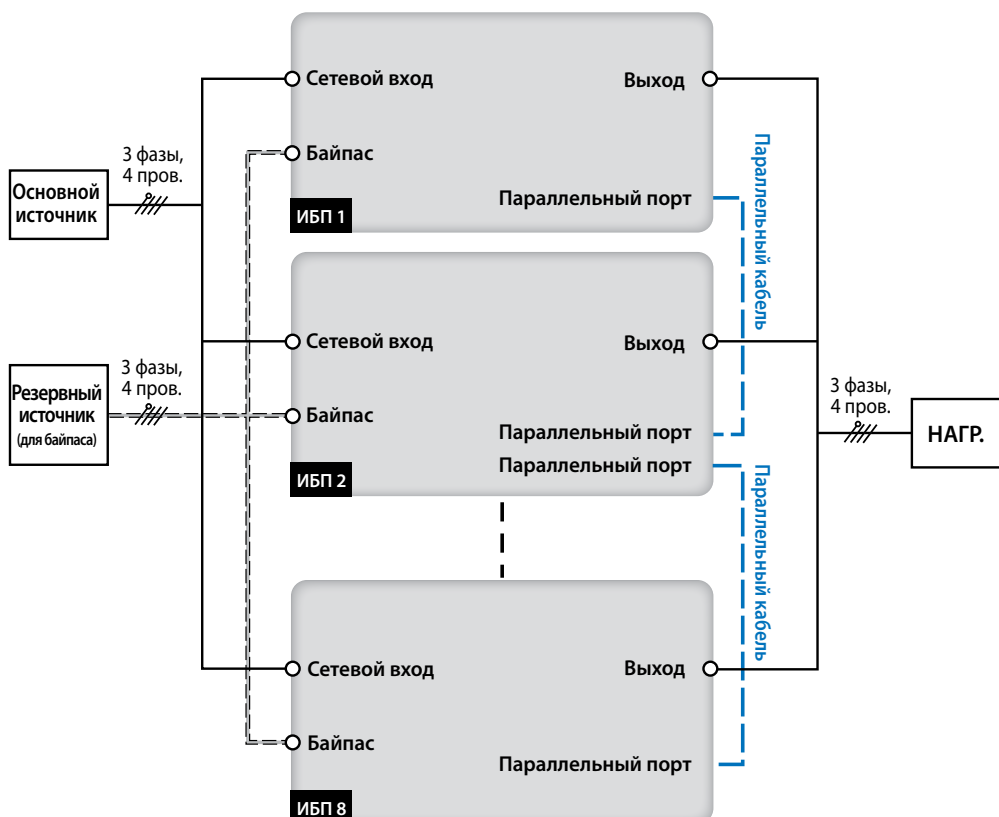 Сетевой вход
Выход
Байпас
Параллельный порт
ИБП 1
3 фазы,
4 пров.
Основной
источник
Параллельный кабель
Сетевой вход
Выход
Байпас
Параллельный порт
Параллельный порт
ИБП 2
3 фазы,
4 пров.
Резервный
источник
(для байпаса)
3 фазы,
4 пров.
НАГР.
Параллельный кабель
Сетевой вход
Выход
Байпас
Параллельный порт
ИБП 8